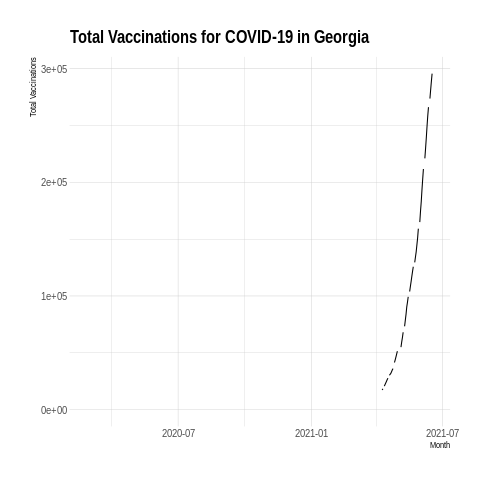 Total Vaccinations for COVID-19 in Georgia
Total Vaccinations
3e+05
2e+05
1e+05
0e+00
2020-07 2021-01 2021-07
Month